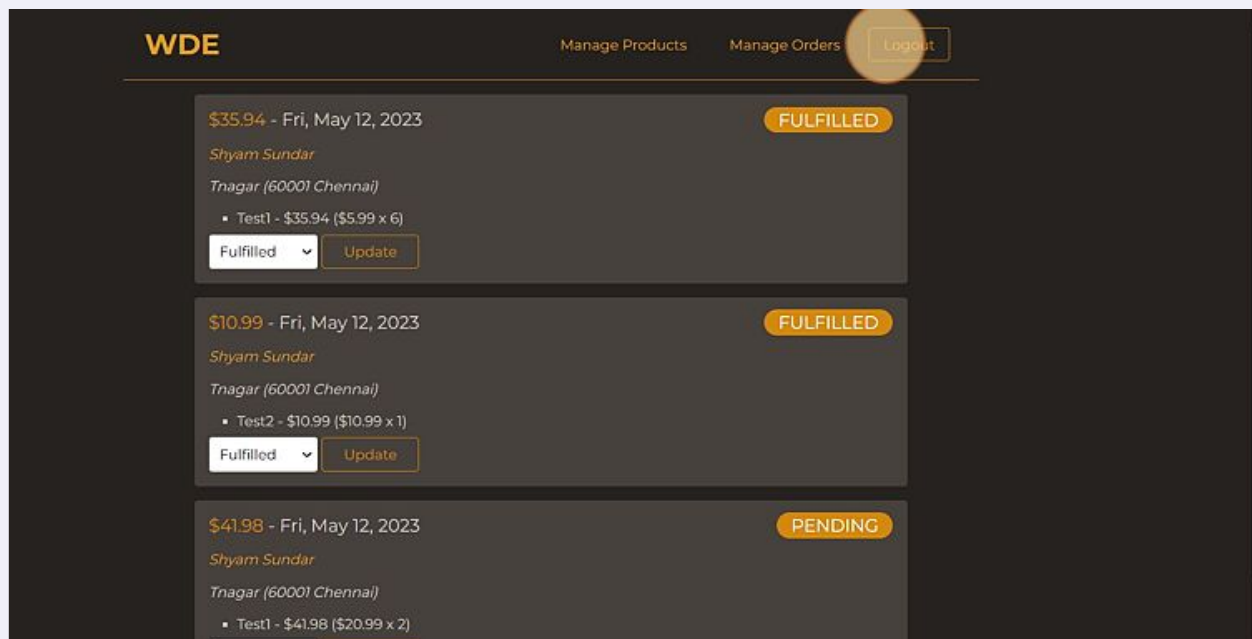 WDE Manage Products Manage Orders Logout
$35.94 - Fri, May 12, 2023 FULFILLED
Shyam Sundar
Tnagar (60001 Chennai)
▪ Test1 - $35.94 ($5.99 x 6)
Fulfilled Update
$10.99 - Fri, May 12, 2023 FULFILLED
Shyam Sundar
Tnagar (60001 Chennai)
▪ Test2 - $10.99 ($10.99 x 1)
Fulfilled Update
$41.98 - Fri, May 12, 2023 PENDING
Shyam Sundar
Tnagar (60001 Chennai)
▪ Test1 - $41.98 ($20.99 x 2)